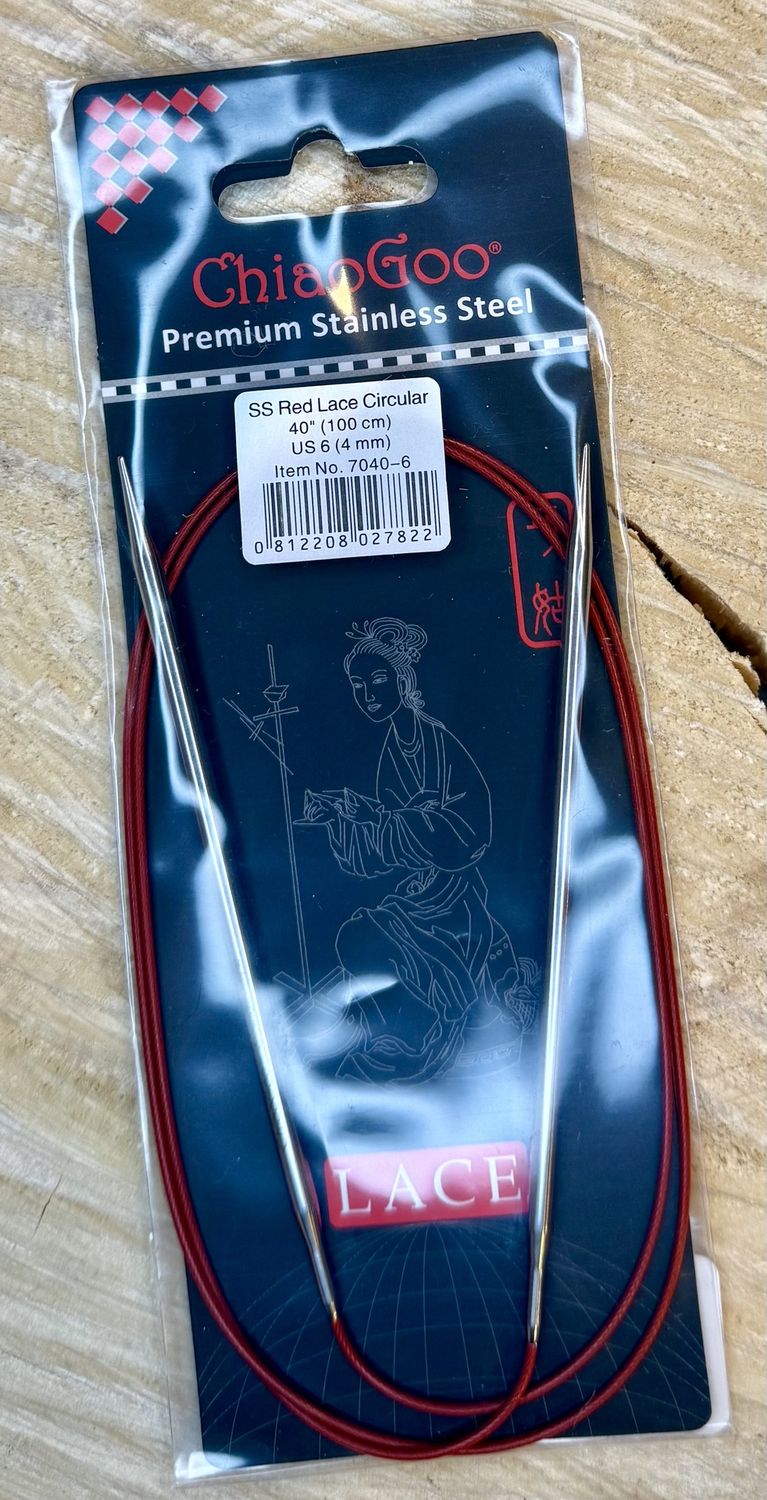 ChiaoGoo®
Premium Stainless Steel
SS Red Lace Circular
40" (100 cm)
US 6 (4 mm)
Item No. 7040-6
0 812208 027822
LACE